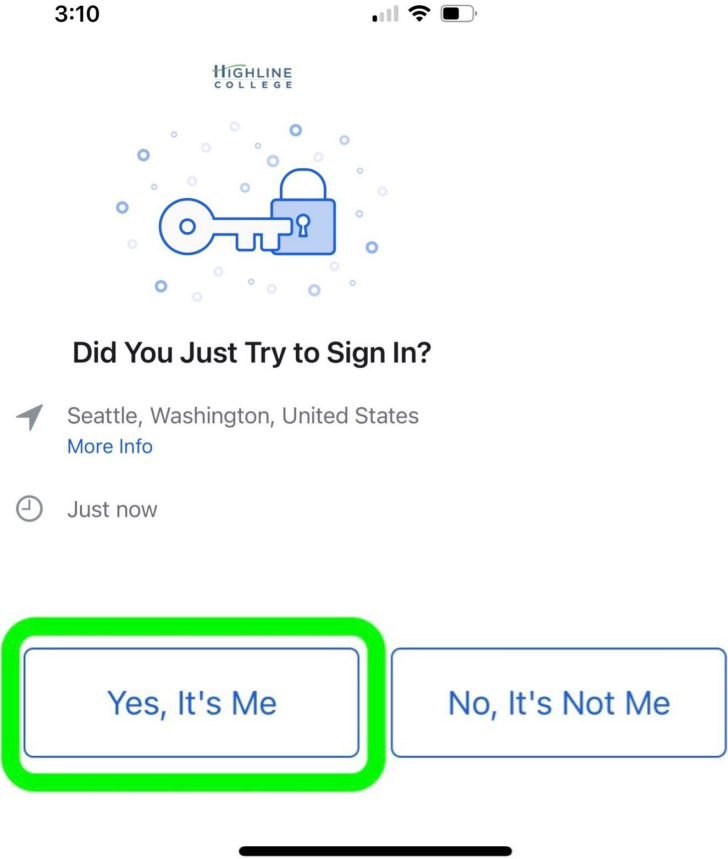 3:10
HIGHLINE
COLLEGE
Did You Just Try to Sign In?
Seattle, Washington, United States
More Info
Just now
Yes, It's Me
No, It's Not Me